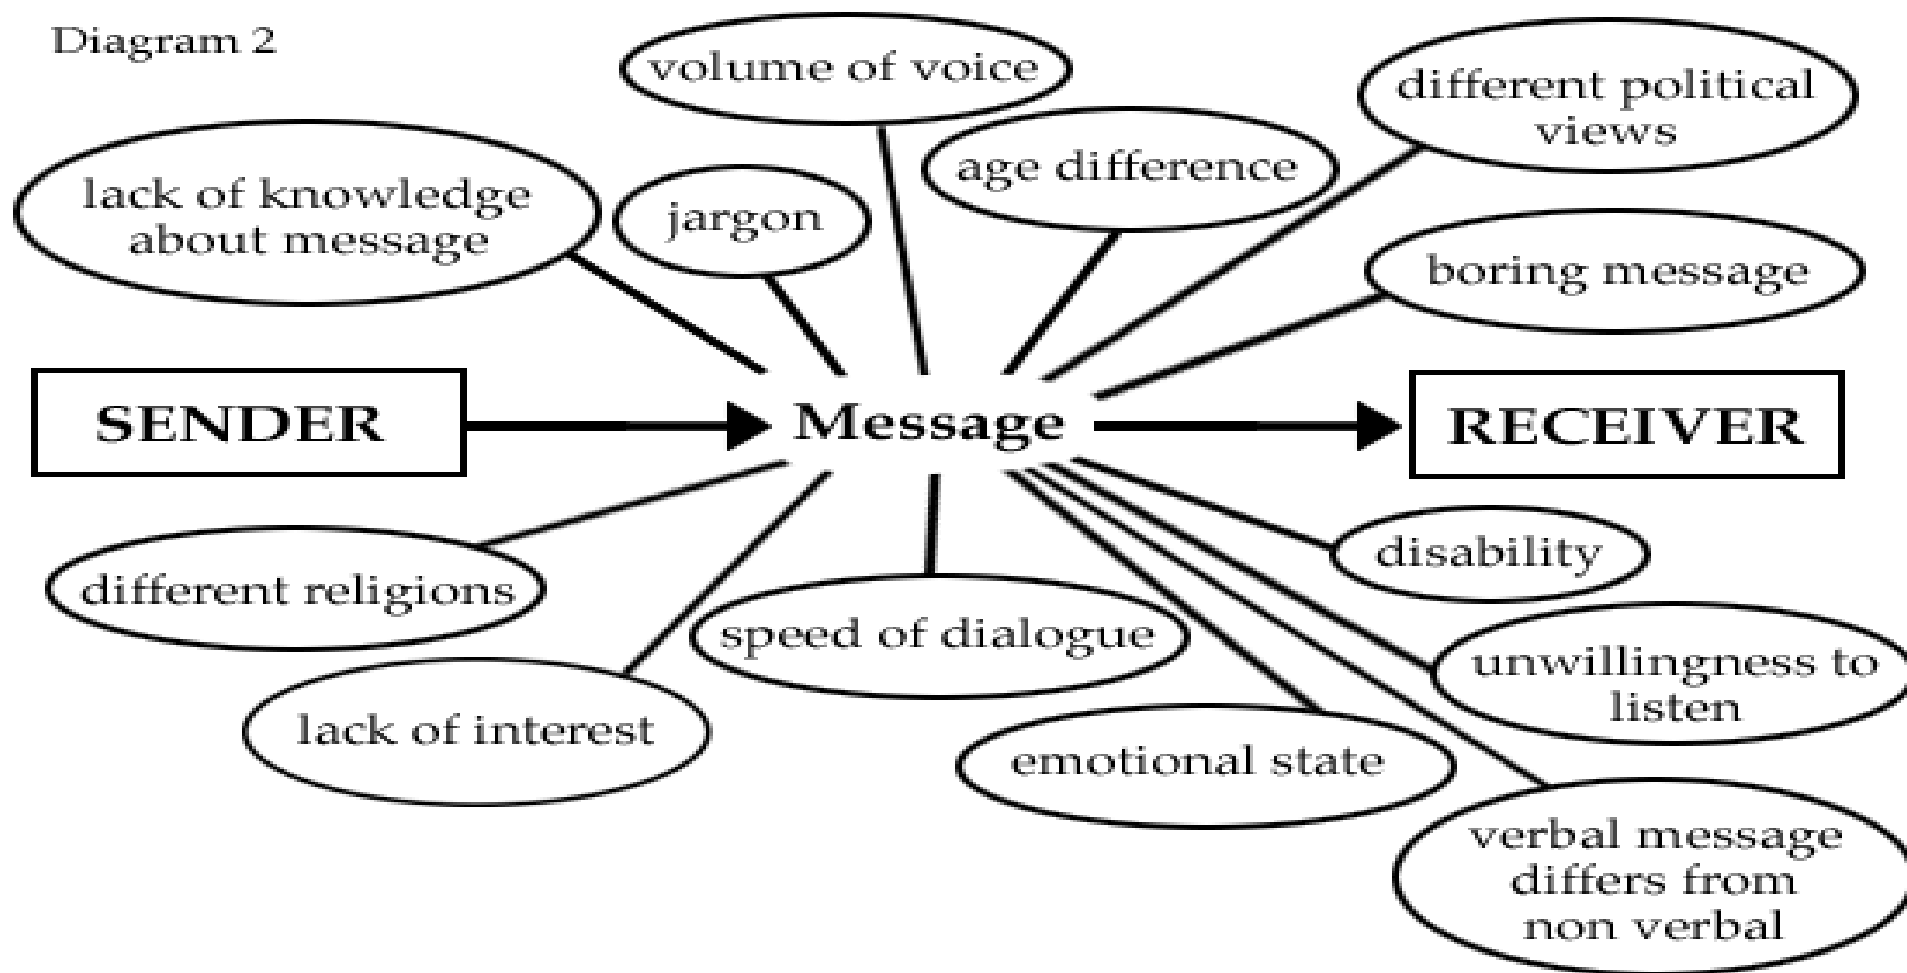 Diagram 2
volume of voice
different political
views
age difference
lack of knowledge
about message
jargon
boring message
SENDER
Message
RECEIVER
disability
different religions
speed of dialogue
unwillingness to
listen
lack of interest
emotional state
verbal message
differs from
non verbal